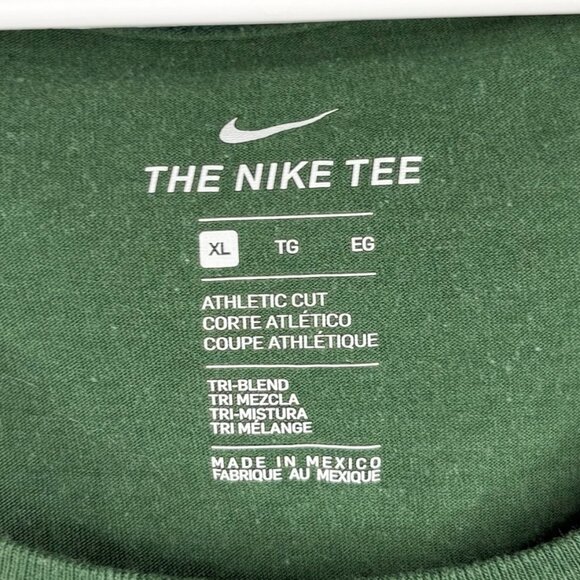 THE NIKE TEE
XL TG EG
ATHLETIC CUT
CORTE ATLÉTICO
COUPE ATHLÉTIQUE
TRI-BLEND
TRI MEZCLA
TRI-MISTURA
TRI MÉLANGE
MADE IN MEXICO
FABRIQUE AU MEXIQUE